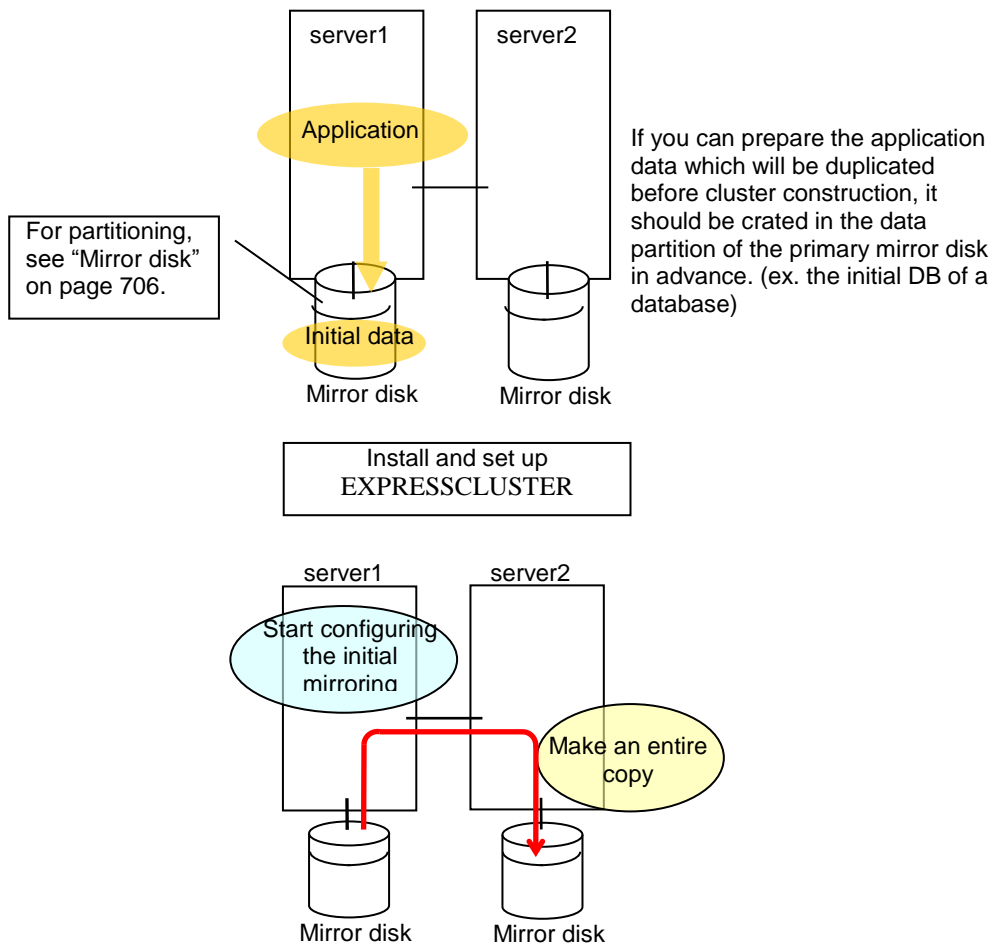 server1
server2
Application
If you can prepare the application
data which will be duplicated
before cluster construction, it
should be crated in the data
partition of the primary mirror disk
in advance. (ex. the initial DB of a
database)
For partitioning,
see “Mirror disk”
on page 706.
Initial data
Mirror disk
Mirror disk
Install and set up
EXPRESSCLUSTER
server1
server2
Start configuring
the initial
mirroring
Make an entire
copy
Mirror disk
Mirror disk